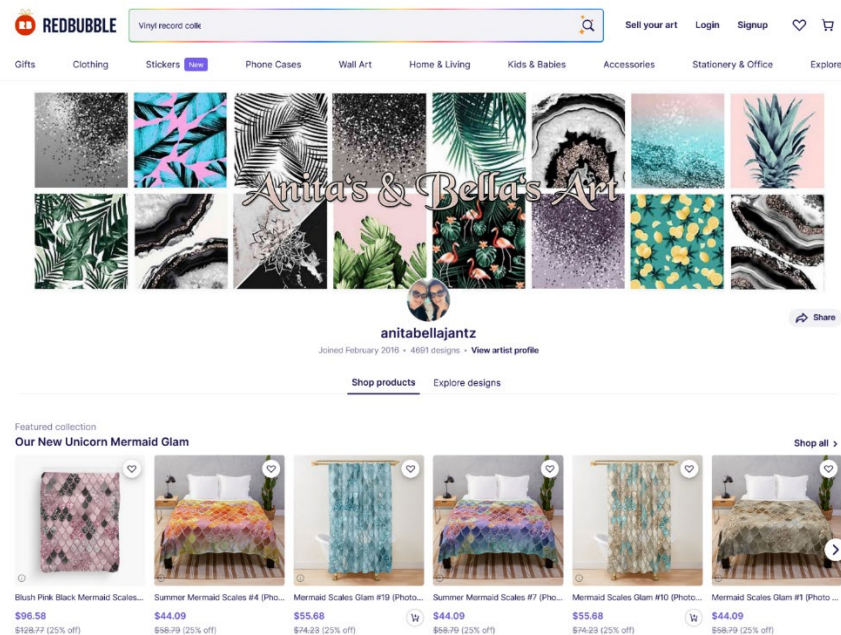 RB REDBUBBLE Vinyl record colle Sell your art Login Signup
Gifts Clothing Stickers New Phone Cases Wall Art Home & Living Kids & Babies Accessories Stationery & Office Explore
Anita's & Bella's Art
Share
anitabellajantz
Joined February 2016 • 4691 designs • View artist profile
Shop products Explore designs
Featured collection
Our New Unicorn Mermaid Glam Shop all
Blush Pink Black Mermaid Scales... Summer Mermaid Scales #4 (Pho... Mermaid Scales Glam #19 (Photo... Summer Mermaid Scales #7 (Pho... Mermaid Scales Glam #10 (Photo... Mermaid Scales Glam #1 (Photo ...
$96.58 $44.09 $55.68 $44.09 $55.68 $44.09
$128.77 (25% off) $58.79 (25% off) $74.23 (25% off) $58.79 (25% off) $74.23 (25% off) $58.79 (25% off)